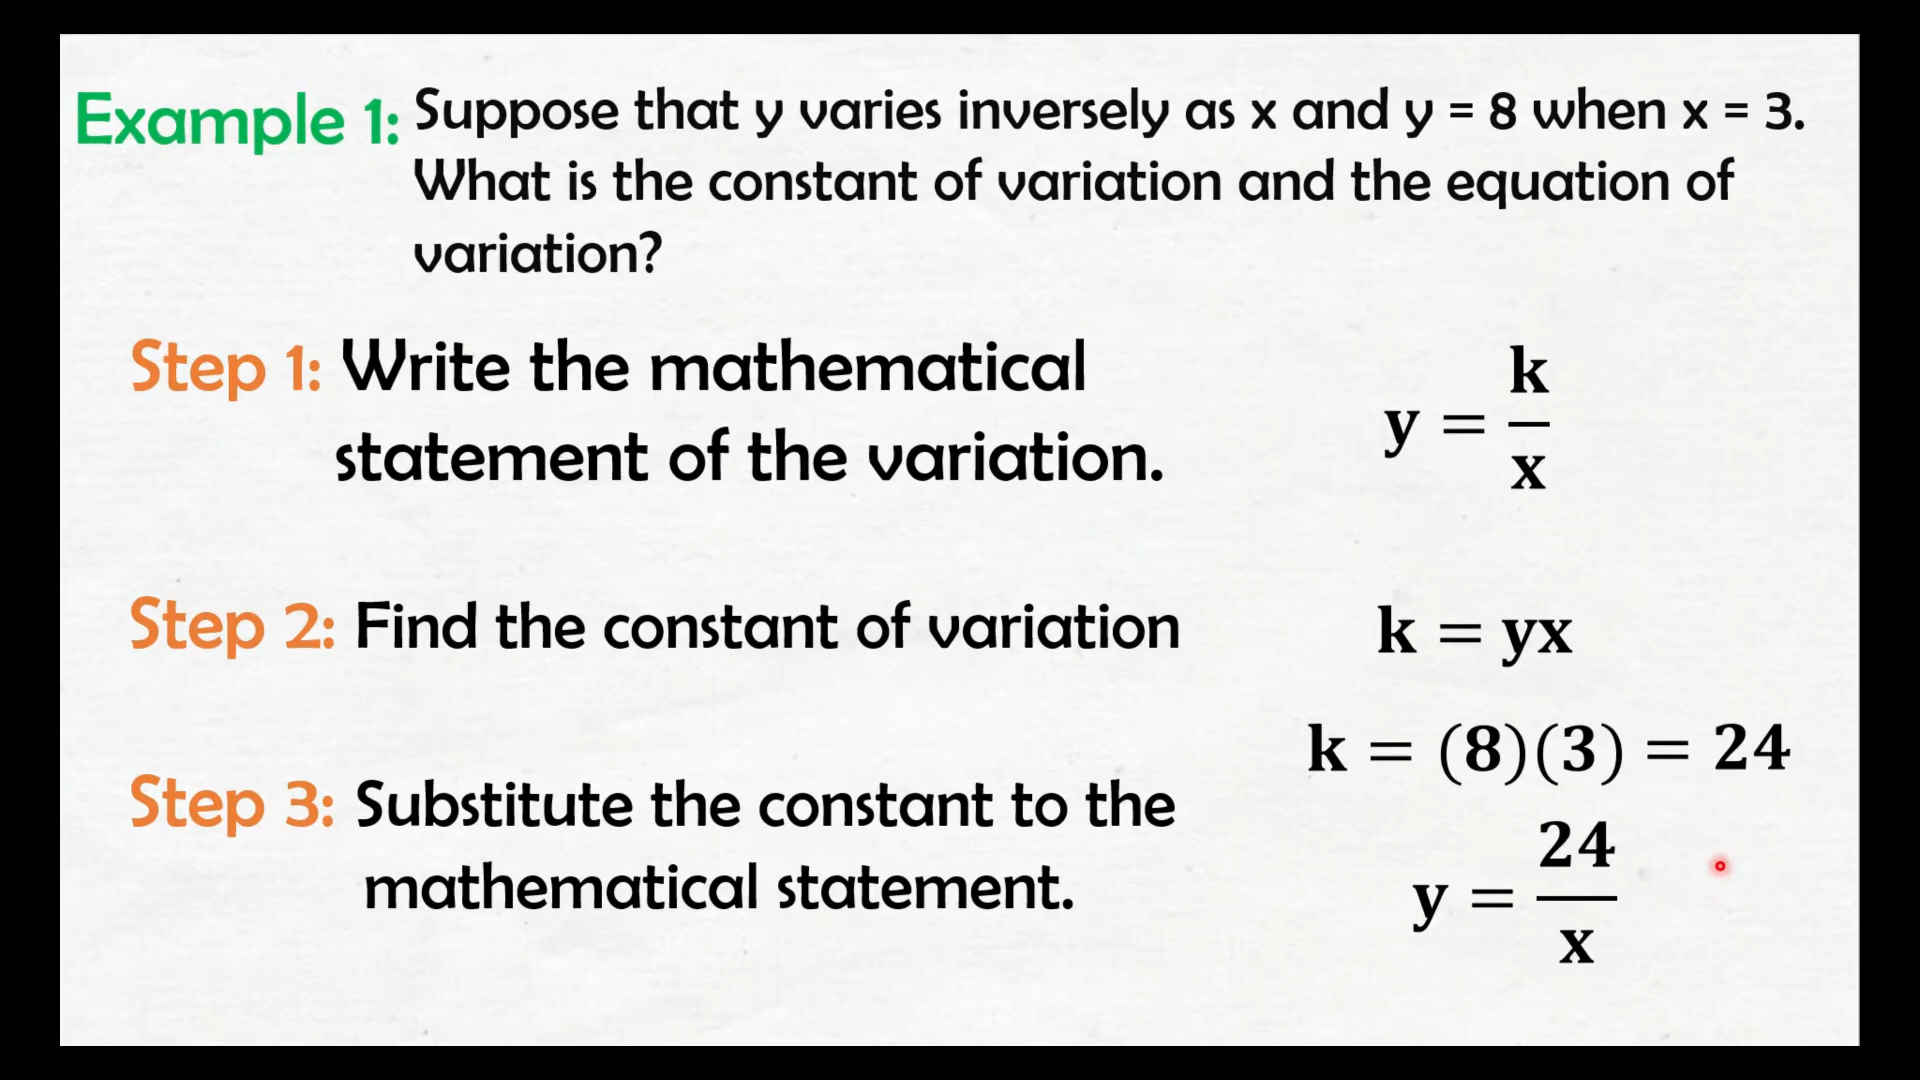 Example 1: Suppose that y varies inversely as x and y = 8 when x = 3.
What is the constant of variation and the equation of
variation?
Step 1: Write the mathematical
statement of the variation.
y = k/x
Step 2: Find the constant of variation
k = yx
k = (8)(3) = 24
Step 3: Substitute the constant to the
mathematical statement.
y = 24/x